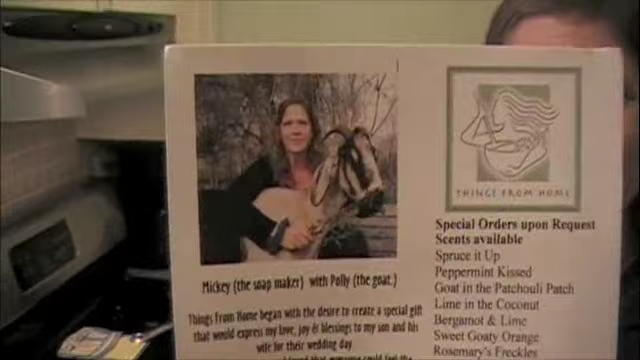 Mickey (the soap maker) with Polly (the goat.)
Things From Home began with the desire to create a special gift
that would express my love, joy & blessings to my son and his
wife for their wedding day
THINGS FROM HOME
Special Orders upon Request
Scents available
Spruce it Up
Peppermint Kissed
Goat in the Patchouli Patch
Lime in the Coconut
Bergamot & Lime
Sweet Goaty Orange
Rosemary's Freckles